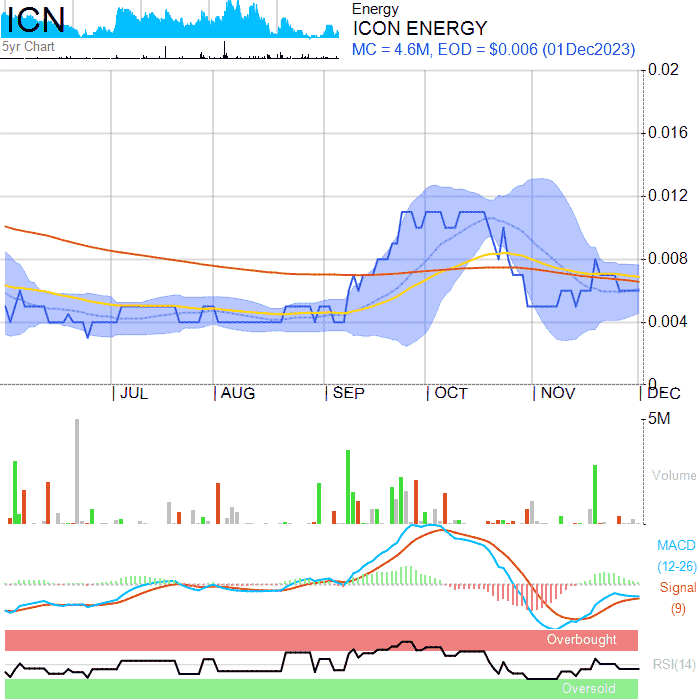 ICN
5yr Chart
Energy
ICON ENERGY
MC = 4.6M, EOD = $0.006 (01Dec2023)
0.02
0.016
0.012
0.008
0.004
0
JUL AUG SEP OCT NOV DEC
5M
Volume
MACD
(12-26)
Signal
(9)
Overbought
RSI(14)
Oversold